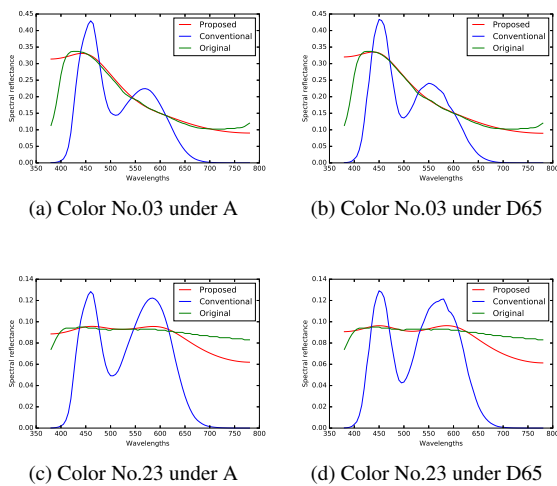 0.45
0.40
0.35
0.30
0.25
0.20
0.15
0.10
0.05
0.00
Spectral reflectance
350 400 450 500 550 600 650 700 750 800
Wavelengths
Proposed
Conventional
Original
(a) Color No.03 under A
0.45
0.40
0.35
0.30
0.25
0.20
0.15
0.10
0.05
0.00
Spectral reflectance
350 400 450 500 550 600 650 700 750 800
Wavelengths
Proposed
Conventional
Original
(b) Color No.03 under D65
0.14
0.12
0.10
0.08
0.06
0.04
0.02
0.00
Spectral reflectance
350 400 450 500 550 600 650 700 750 800
Wavelengths
Proposed
Conventional
Original
(c) Color No.23 under A
0.14
0.12
0.10
0.08
0.06
0.04
0.02
0.00
Spectral reflectance
350 400 450 500 550 600 650 700 750 800
Wavelengths
Proposed
Conventional
Original
(d) Color No.23 under D65